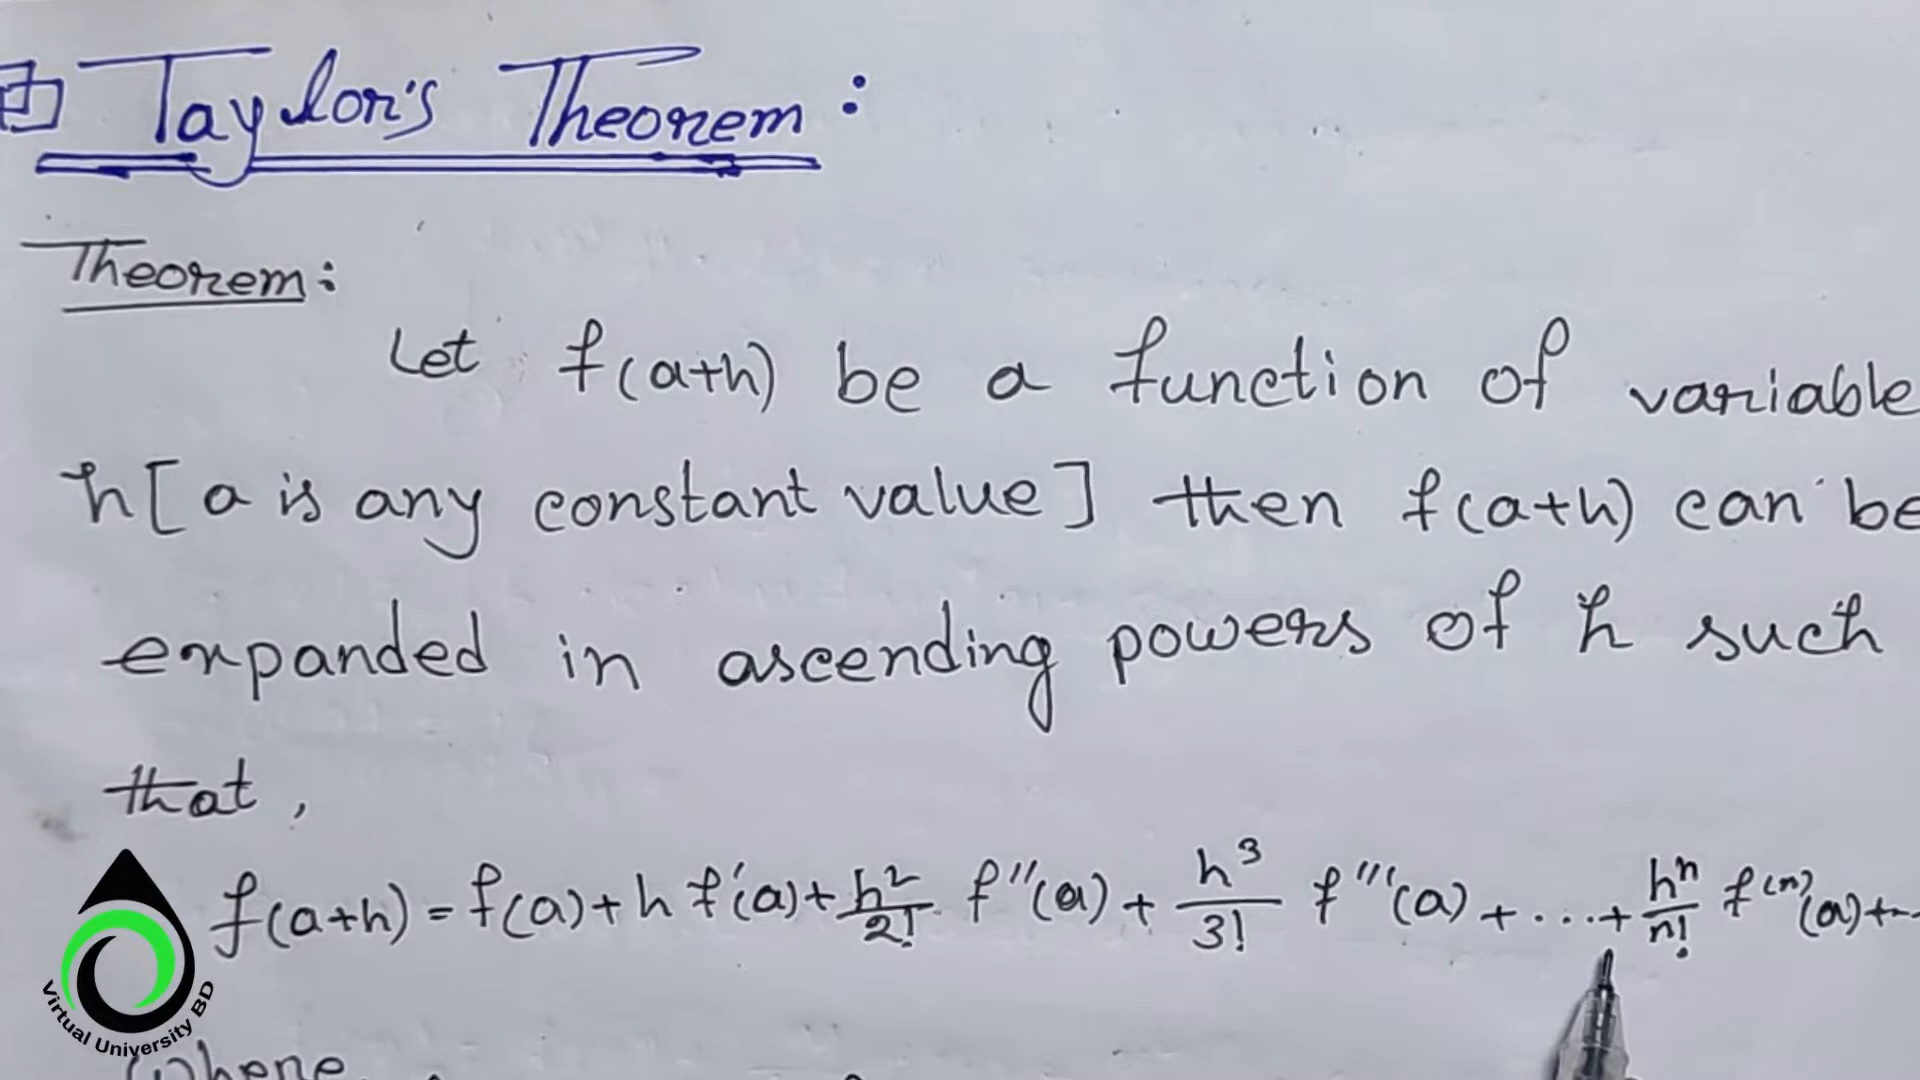 Taylor's Theorem:
Theorem:
Let f(a+h) be a function of variable
h[a is any constant value] then f(a+h) can be
expanded in ascending powers of h such
that,
f(a+h) = f(a) + h f'(a) + h²/2! f''(a) + h³/3! f'''(a) + ... + hⁿ/n! f⁽ⁿ⁾(a) + ...
Where
Virtual University BD